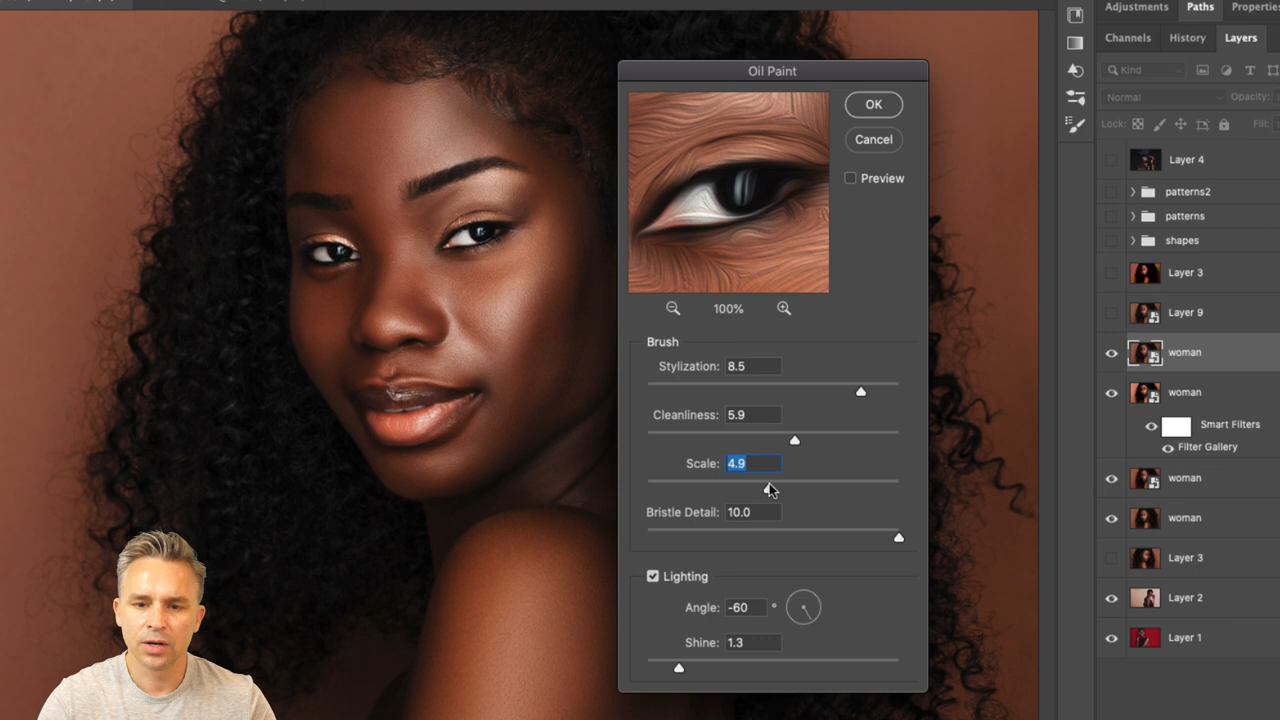 Oil Paint
OK
Cancel
Preview
100%
Brush
Stylization: 8.5
Cleanliness: 5.9
Scale: 4.9
Bristle Detail: 10.0
Lighting
Angle: -60 °
Shine: 1.3
Adjustments Paths Properties
Channels History Layers
Kind
Normal Opacity:
Lock: Fill:
Layer 4
patterns2
patterns
shapes
Layer 3
Layer 9
woman
woman
Smart Filters
Filter Gallery
woman
woman
Layer 3
Layer 2
Layer 1